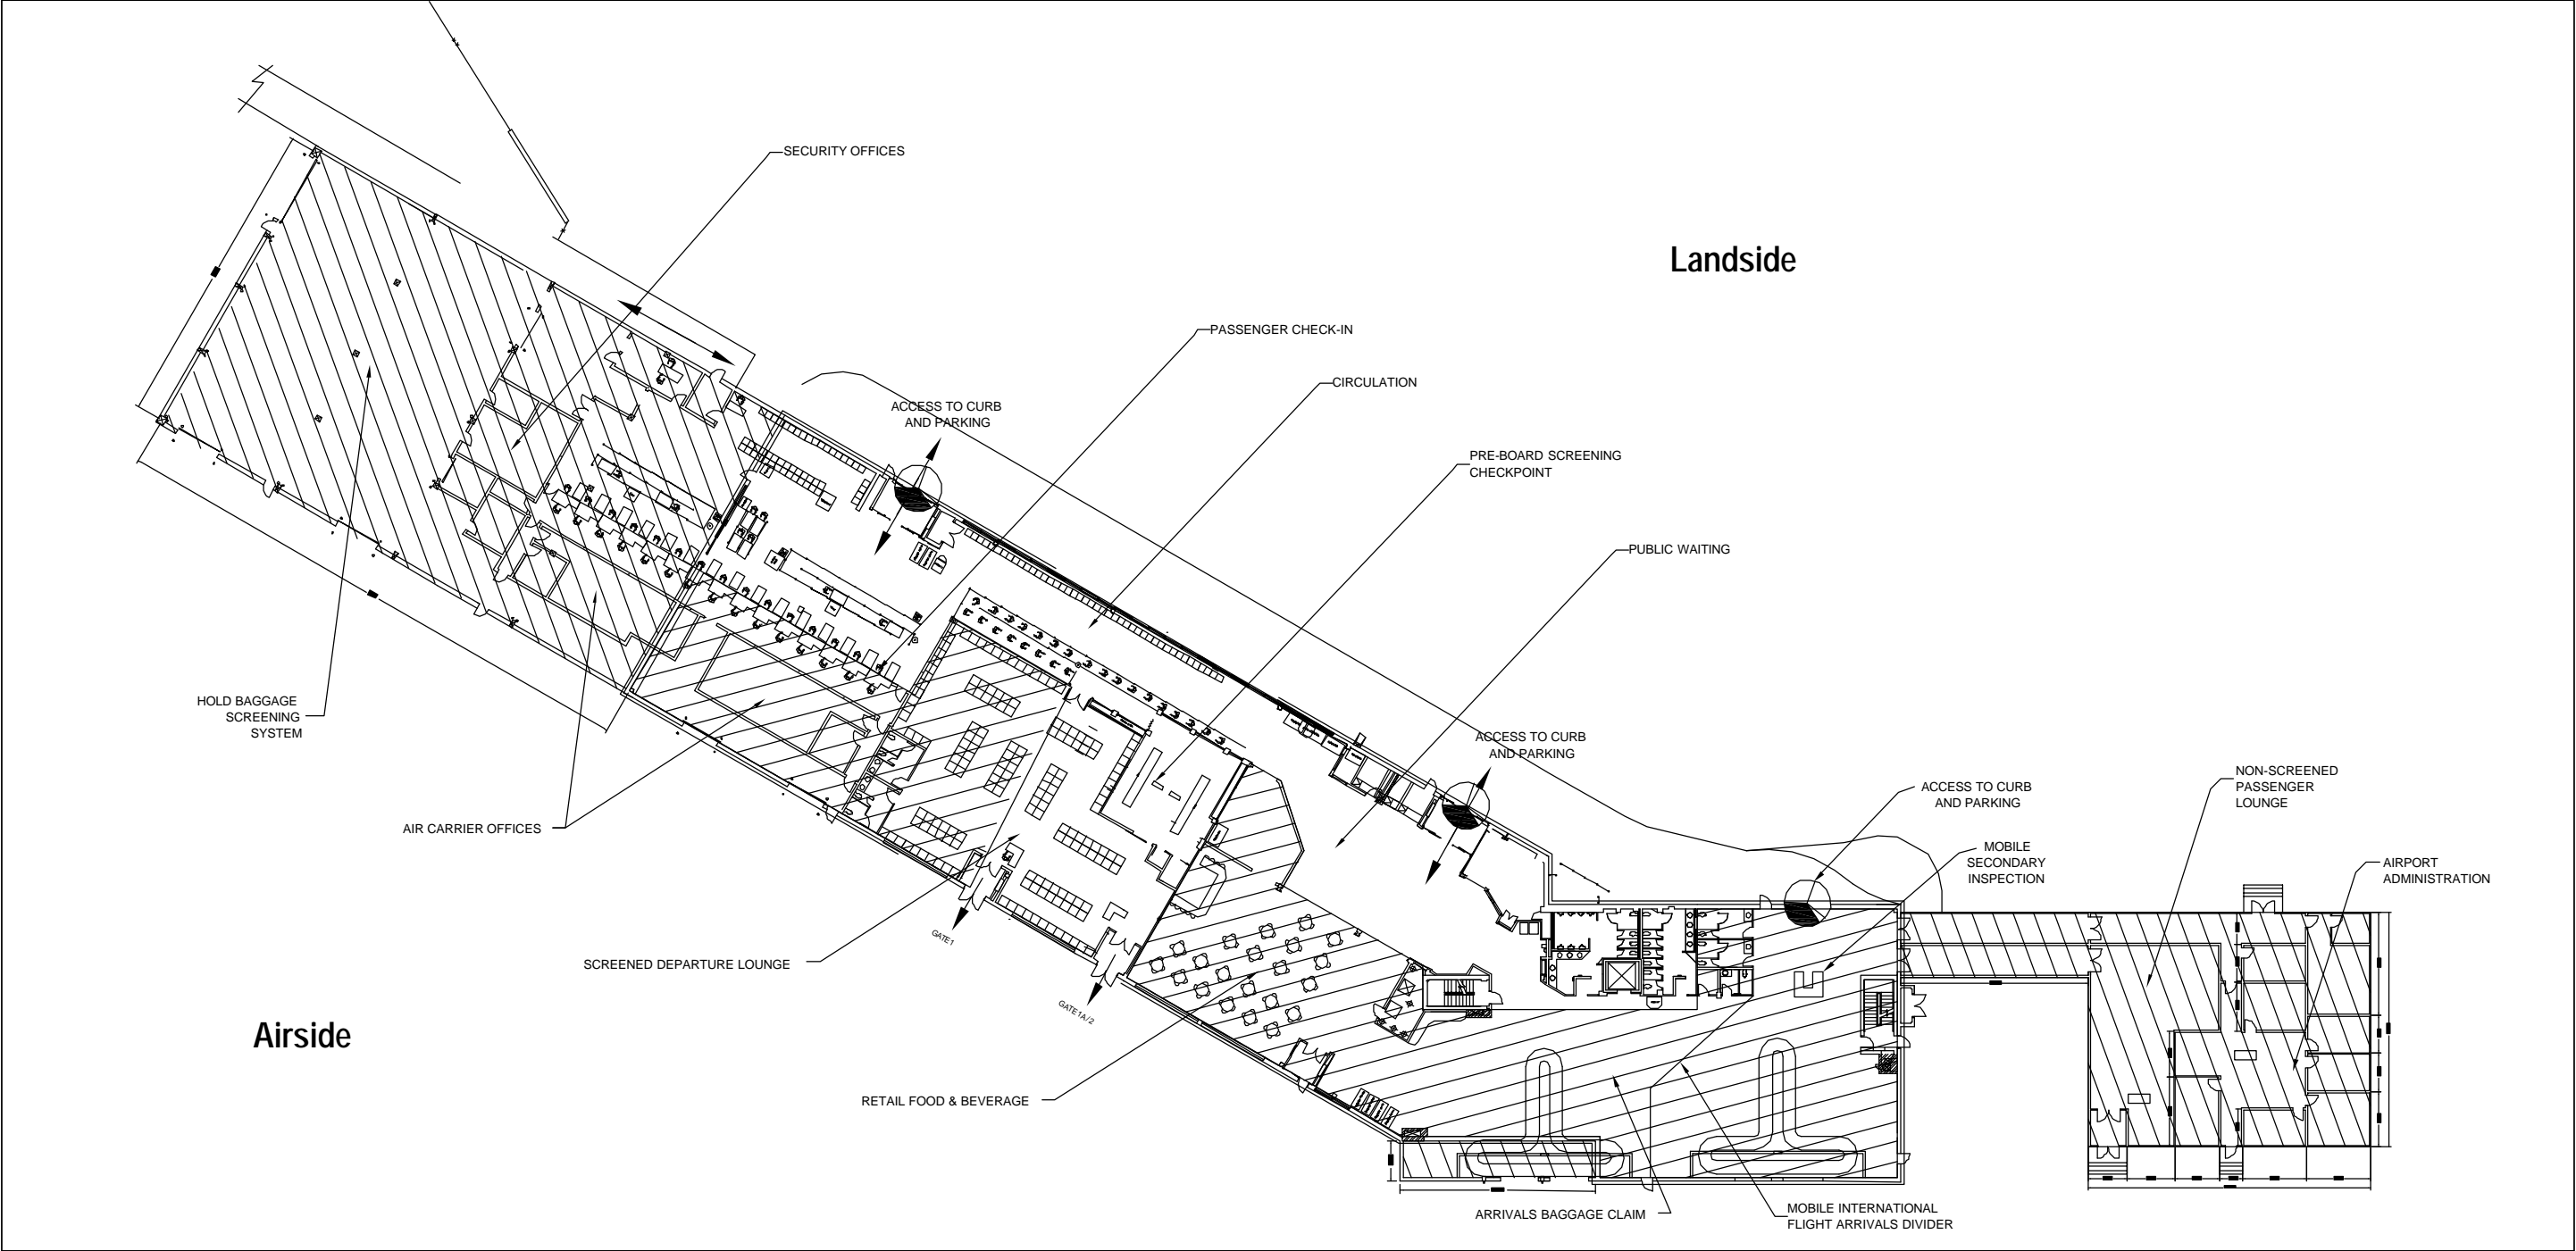 SECURITY OFFICES
Landside
PASSENGER CHECK-IN
CIRCULATION
ACCESS TO CURB
AND PARKING
PRE-BOARD SCREENING
CHECKPOINT
PUBLIC WAITING
HOLD BAGGAGE
SCREENING
SYSTEM
ACCESS TO CURB
AND PARKING
NON-SCREENED
PASSENGER
LOUNGE
ACCESS TO CURB
AND PARKING
AIR CARRIER OFFICES
MOBILE
SECONDARY
INSPECTION
AIRPORT
ADMINISTRATION
GATE1
SCREENED DEPARTURE LOUNGE
GATE1A/2
Airside
RETAIL FOOD & BEVERAGE
ARRIVALS BAGGAGE CLAIM
MOBILE INTERNATIONAL
FLIGHT ARRIVALS DIVIDER